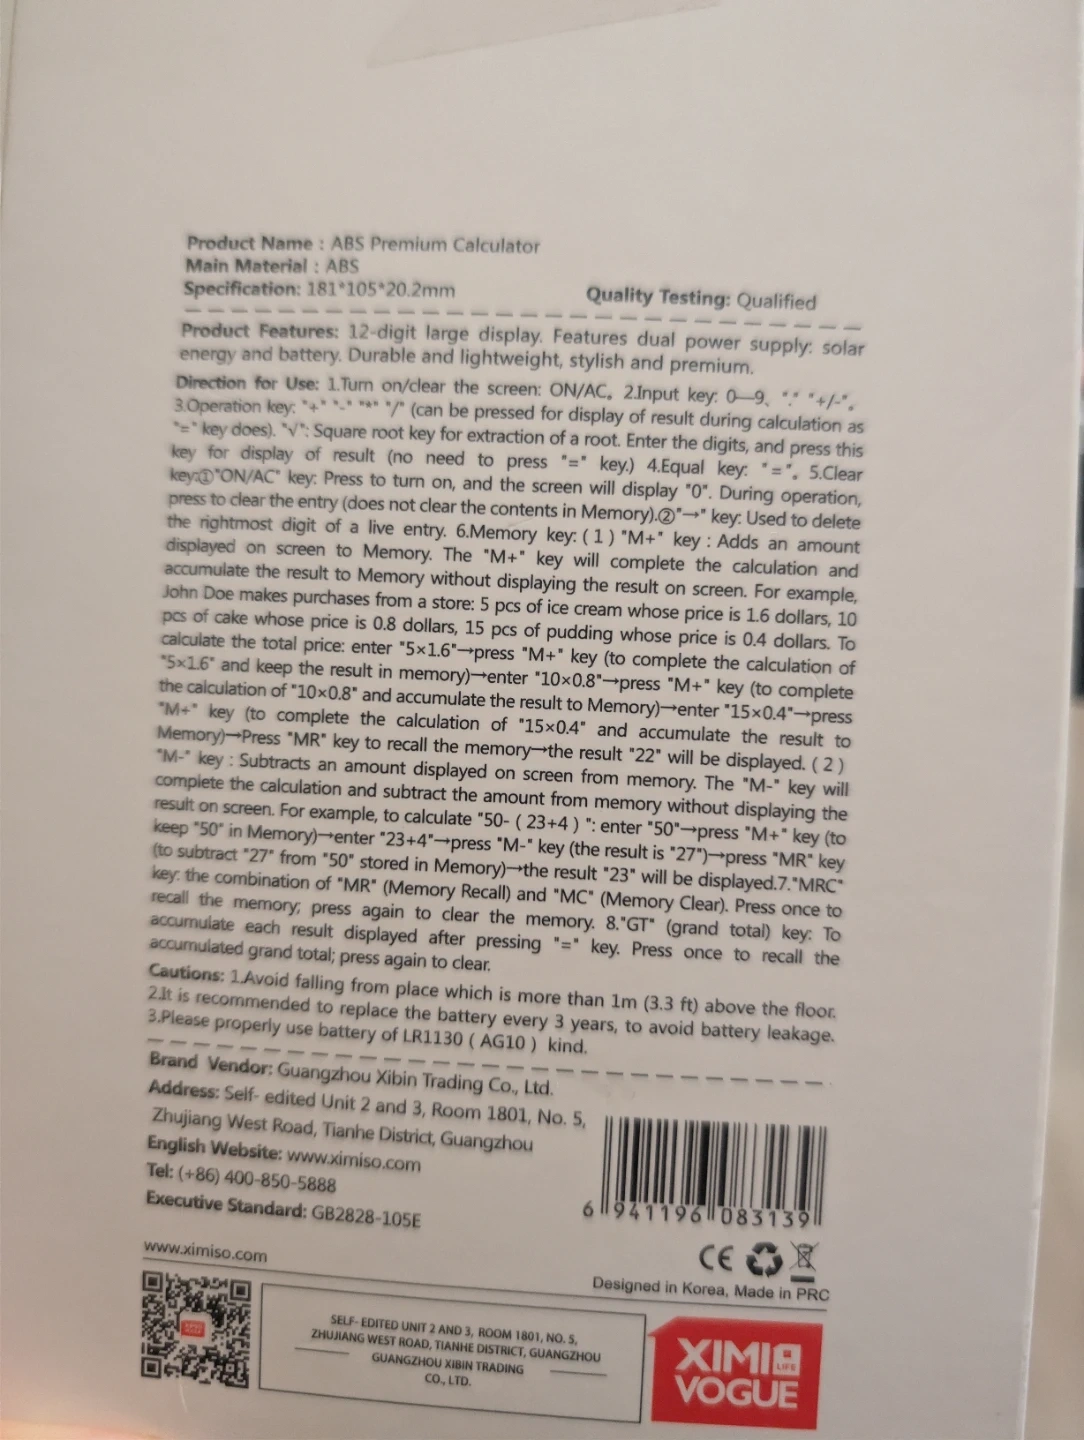 Product Name : ABS Premium Calculator
Main Material : ABS
Specification: 181*105*20.2mm
Quality Testing: Qualified
Product Features: 12-digit large display. Features dual power supply: solar
energy and battery. Durable and lightweight, stylish and premium.
Direction for Use: 1.Turn on/clear the screen: ON/AC。 2.Input key: 0—9、 "." "+/-"。
3.Operation key: "+" "-" "*" "/" (can be pressed for display of result during calculation as
"=" key does). "√": Square root key for extraction of a root. Enter the digits, and press this
key for display of result (no need to press "=" key.) 4.Equal key: "="。 5.Clear
key:①"ON/AC" key: Press to turn on, and the screen will display "0". During operation,
press to clear the entry (does not clear the contents in Memory).②"→" key: Used to delete
the rightmost digit of a live entry. 6.Memory key: ( 1 ) "M+" key : Adds an amount
displayed on screen to Memory. The "M+" key will complete the calculation and
accumulate the result to Memory without displaying the result on screen. For example,
John Doe makes purchases from a store: 5 pcs of ice cream whose price is 1.6 dollars, 10
pcs of cake whose price is 0.8 dollars, 15 pcs of pudding whose price is 0.4 dollars. To
calculate the total price: enter "5×1.6"→press "M+" key (to complete the calculation of
"5×1.6" and keep the result in memory)→enter "10×0.8"→press "M+" key (to complete
the calculation of "10×0.8" and accumulate the result to Memory)→enter "15×0.4"→press
"M+" key (to complete the calculation of "15×0.4" and accumulate the result to
Memory)→Press "MR" key to recall the memory→the result "22" will be displayed. ( 2 )
"M-" key : Subtracts an amount displayed on screen from memory. The "M-" key will
complete the calculation and subtract the amount from memory without displaying the
result on screen. For example, to calculate "50- ( 23+4 ) ": enter "50"→press "M+" key (to
keep "50" in Memory)→enter "23+4"→press "M-" key (the result is "27")→press "MR" key
(to subtract "27" from "50" stored in Memory)→the result "23" will be displayed.7."MRC"
key: the combination of "MR" (Memory Recall) and "MC" (Memory Clear). Press once to
recall the memory; press again to clear the memory. 8."GT" (grand total) key: To
accumulate each result displayed after pressing "=" key. Press once to recall the
accumulated grand total; press again to clear.
Cautions: 1.Avoid falling from place which is more than 1m (3.3 ft) above the floor.
2.It is recommended to replace the battery every 3 years, to avoid battery leakage.
3.Please properly use battery of LR1130 ( AG10 ) kind.
Brand Vendor: Guangzhou Xibin Trading Co., Ltd.
Address: Self- edited Unit 2 and 3, Room 1801, No. 5,
Zhujiang West Road, Tianhe District, Guangzhou
English Website: www.ximiso.com
Tel: (+86) 400-850-5888
Executive Standard: GB2828-105E
6 941196 083139
www.ximiso.com
CE
Designed in Korea, Made in PRC
SELF- EDITED UNIT 2 AND 3, ROOM 1801, NO. 5,
ZHUJIANG WEST ROAD, TIANHE DISTRICT, GUANGZHOU
GUANGZHOU XIBIN TRADING
CO., LTD.
XIMI
LIFE
VOGUE